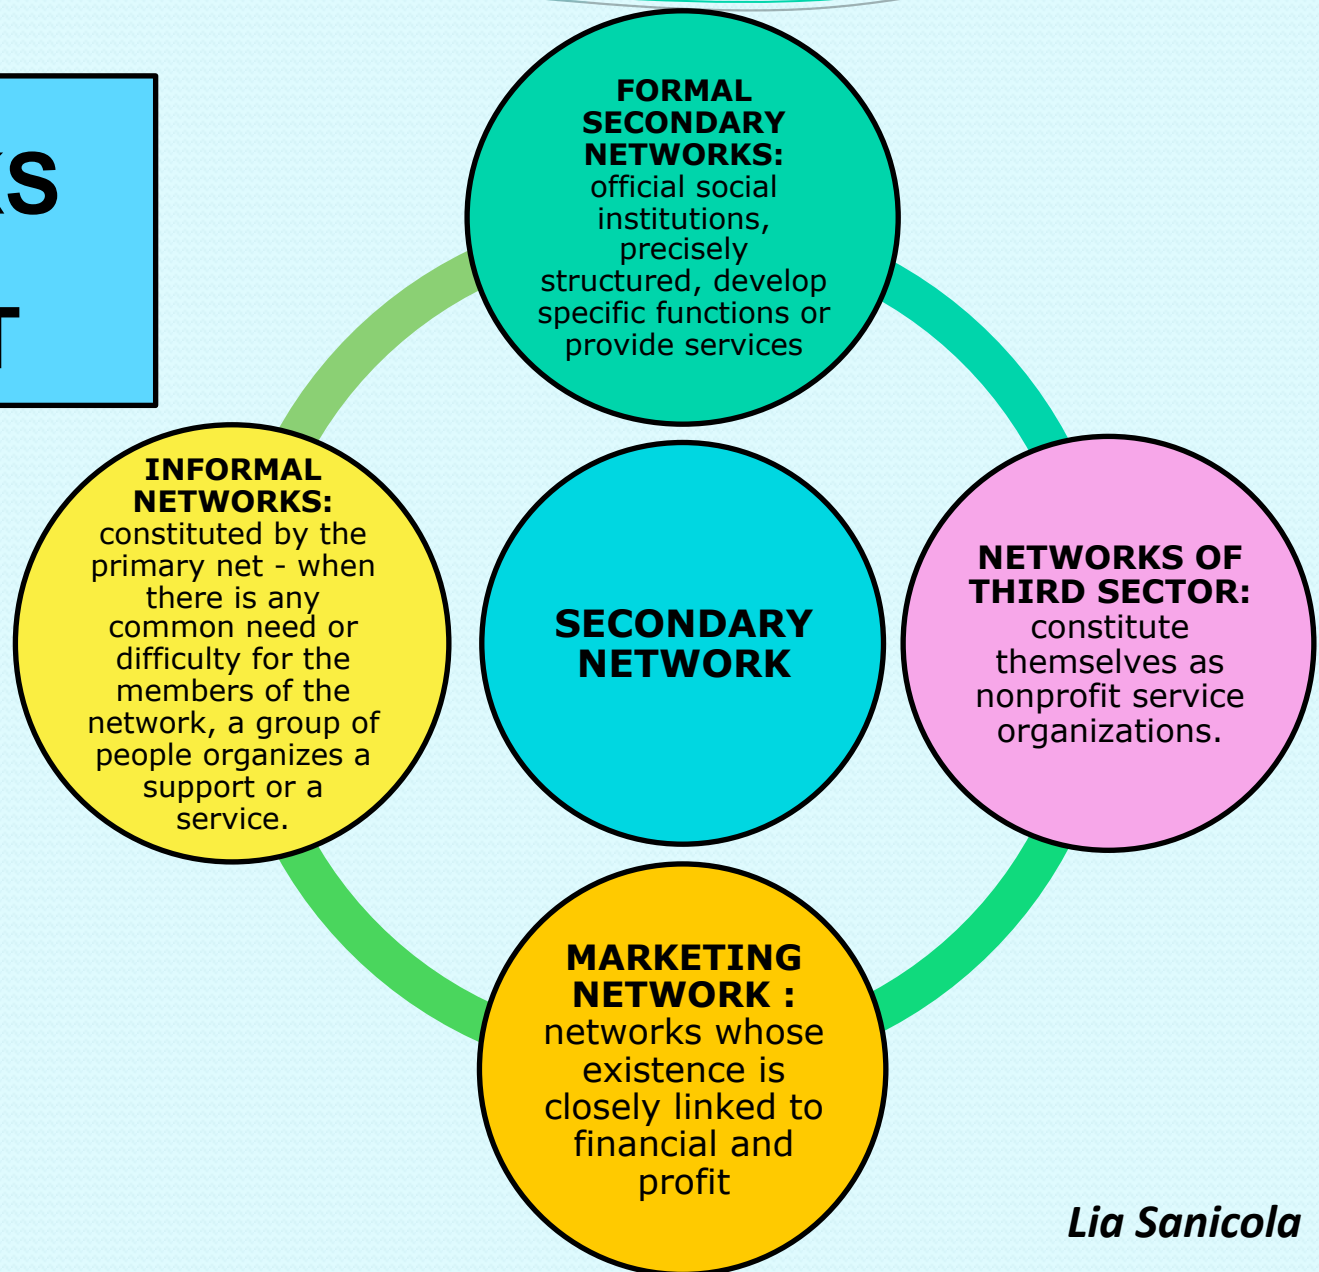 FORMAL
SECONDARY
NETWORKS:
official social
institutions,
precisely
structured, develop
specific functions or
provide services
INFORMAL
NETWORKS:
constituted by the
primary net - when
there is any
common need or
difficulty for the
members of the
network, a group of
people organizes a
support or a
service.
SECONDARY
NETWORK
NETWORKS OF
THIRD SECTOR:
constitute
themselves as
nonprofit service
organizations.
MARKETING
NETWORK :
networks whose
existence is
closely linked to
financial and
profit
Lia Sanicola